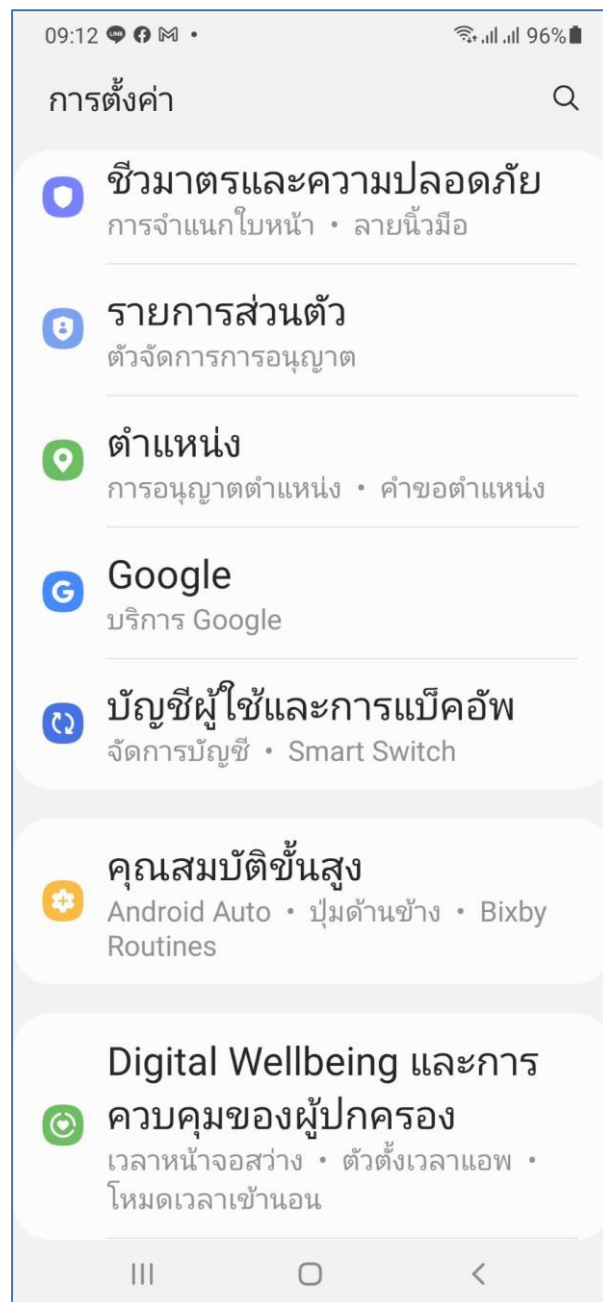 09:12 96%
การตั้งค่า
ชีวมาตรและความปลอดภัย
การจำแนกใบหน้า • ลายนิ้วมือ
รายการส่วนตัว
ตัวจัดการการอนุญาต
ตำแหน่ง
การอนุญาตตำแหน่ง • คำขอตำแหน่ง
Google
บริการ Google
บัญชีผู้ใช้และการแบ็คอัพ
จัดการบัญชี • Smart Switch
คุณสมบัติขั้นสูง
Android Auto • ปุ่มด้านข้าง • Bixby
Routines
Digital Wellbeing และการ
ควบคุมของผู้ปกครอง
เวลาหน้าจอสว่าง • ตัวตั้งเวลาแอพ •
โหมดเวลาเข้านอน